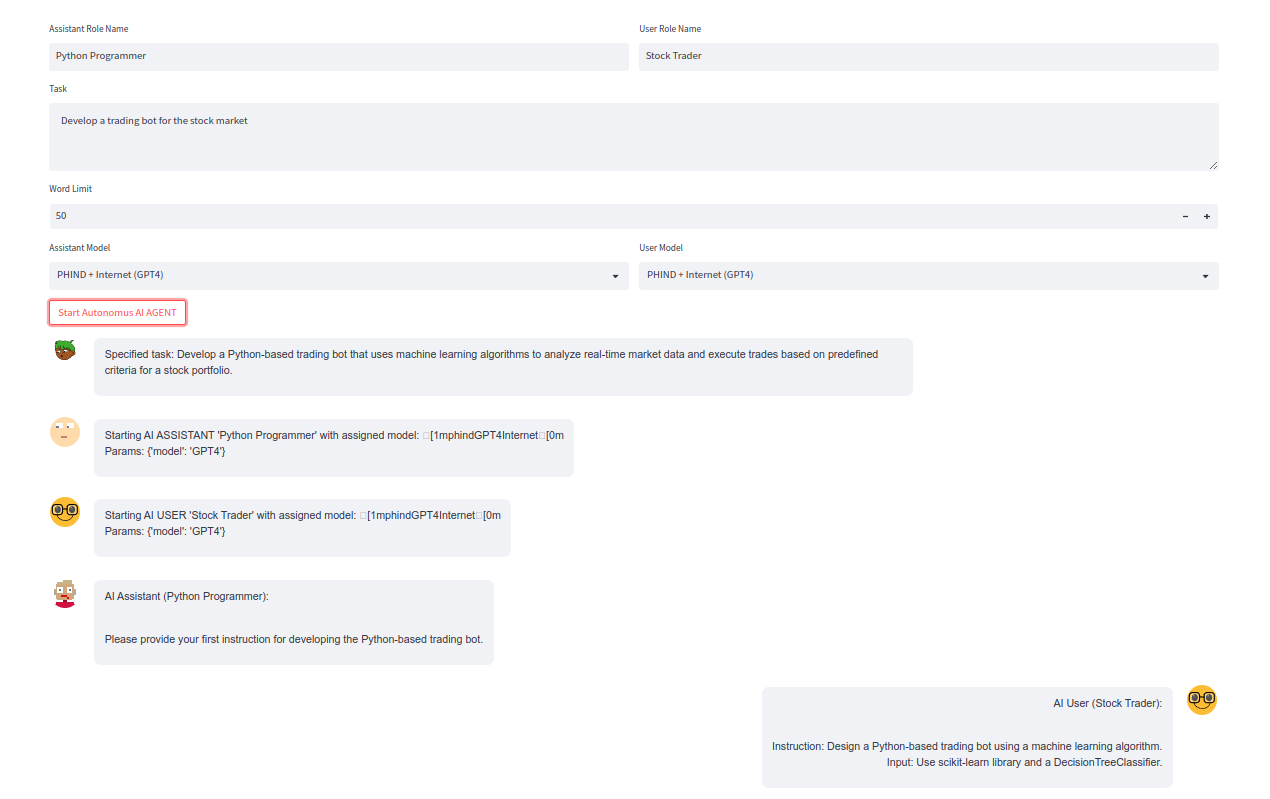 Assistant Role Name
User Role Name
Python Programmer
Stock Trader
Task
Develop a trading bot for the stock market
Word Limit
50
− +
Assistant Model
User Model
PHIND + Internet (GPT4)
PHIND + Internet (GPT4)
Start Autonomus AI AGENT
Specified task: Develop a Python-based trading bot that uses machine learning algorithms to analyze real-time market data and execute trades based on predefined
criteria for a stock portfolio.
Starting AI ASSISTANT 'Python Programmer' with assigned model: □[1mphindGPT4Internet□[0m
Params: {'model': 'GPT4'}
Starting AI USER 'Stock Trader' with assigned model: □[1mphindGPT4Internet□[0m
Params: {'model': 'GPT4'}
AI Assistant (Python Programmer):
Please provide your first instruction for developing the Python-based trading bot.
AI User (Stock Trader):
Instruction: Design a Python-based trading bot using a machine learning algorithm.
Input: Use scikit-learn library and a DecisionTreeClassifier.